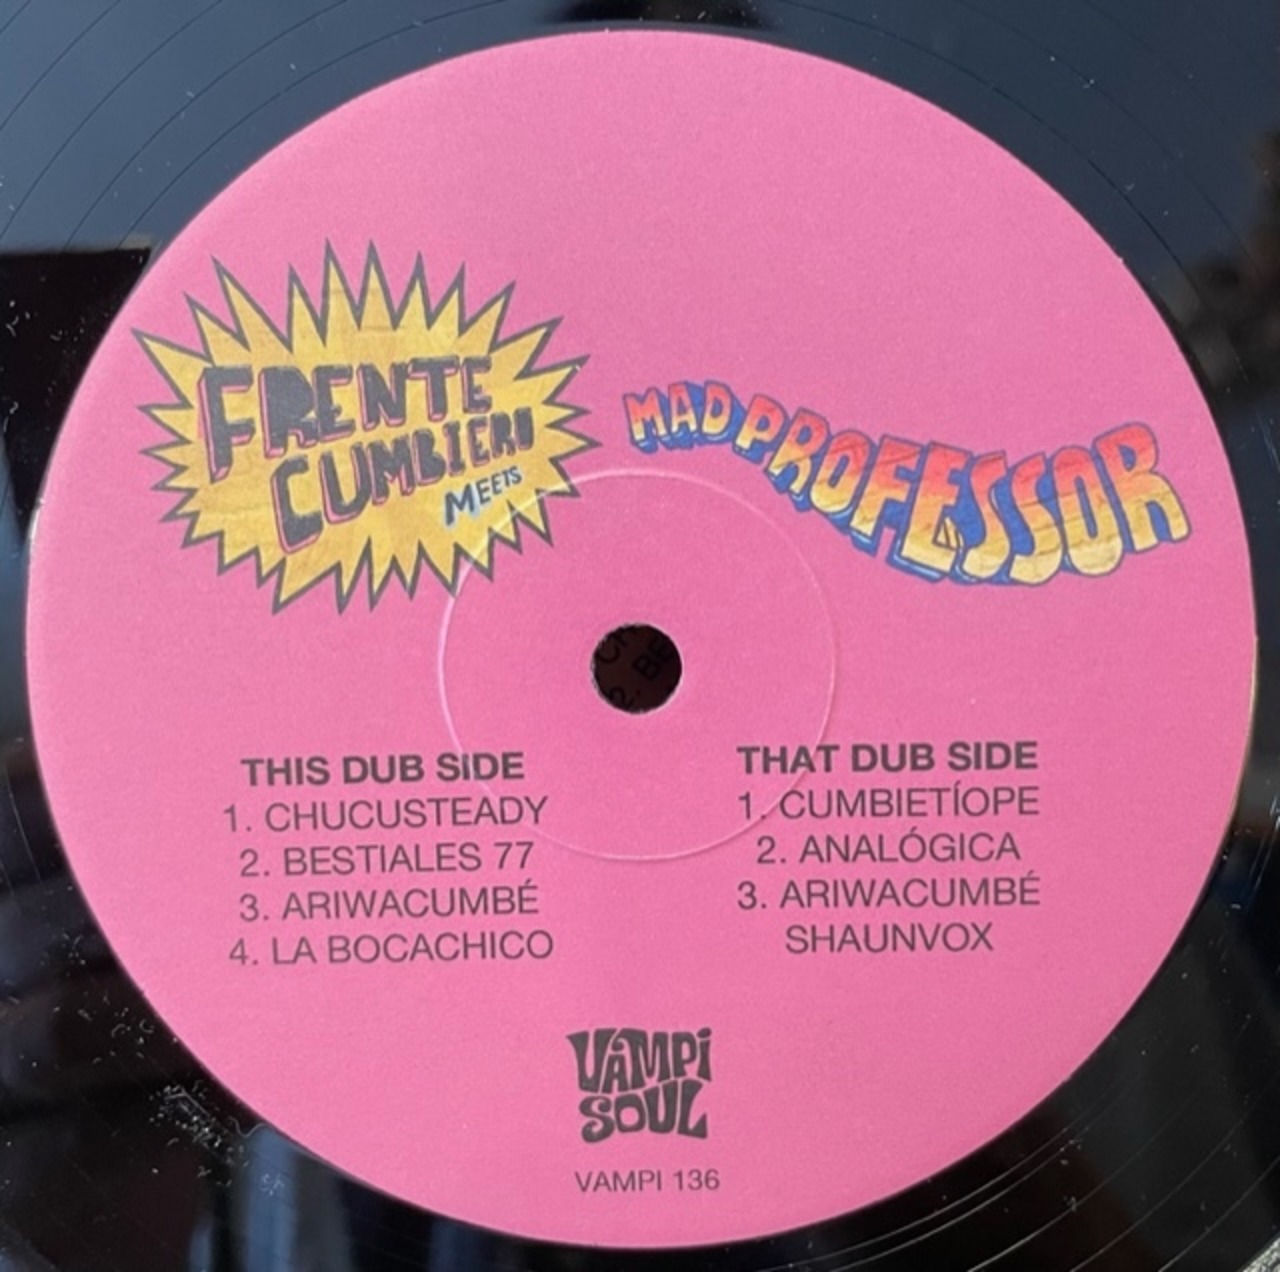 FRENTE
CUMBIERO
MEETS
MAD PROFESSOR
THIS DUB SIDE
1. CHUCUSTEADY
2. BESTIALES 77
3. ARIWACUMBÉ
4. LA BOCACHICO
THAT DUB SIDE
1. CUMBIETÍOPE
2. ANALÓGICA
3. ARIWACUMBÉ
SHAUNVOX
VAMPi
SOUL
VAMPI 136